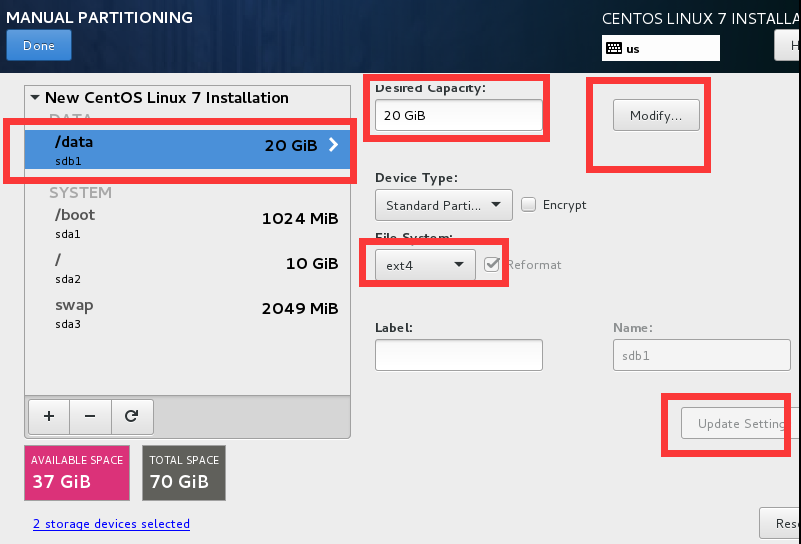 MANUAL PARTITIONING
CENTOS LINUX 7 INSTALLA
Done
us
H
New CentOS Linux 7 Installation
DATA
/data
20 GiB
sdb1
SYSTEM
/boot
1024 MiB
sda1
/
10 GiB
sda2
swap
2049 MiB
sda3
Desired Capacity:
20 GiB
Modify...
Device Type:
Standard Parti...
Encrypt
File System:
ext4
Reformat
Label:
Name:
sdb1
Update Setting
+ −
AVAILABLE SPACE
37 GiB
TOTAL SPACE
70 GiB
2 storage devices selected
Res